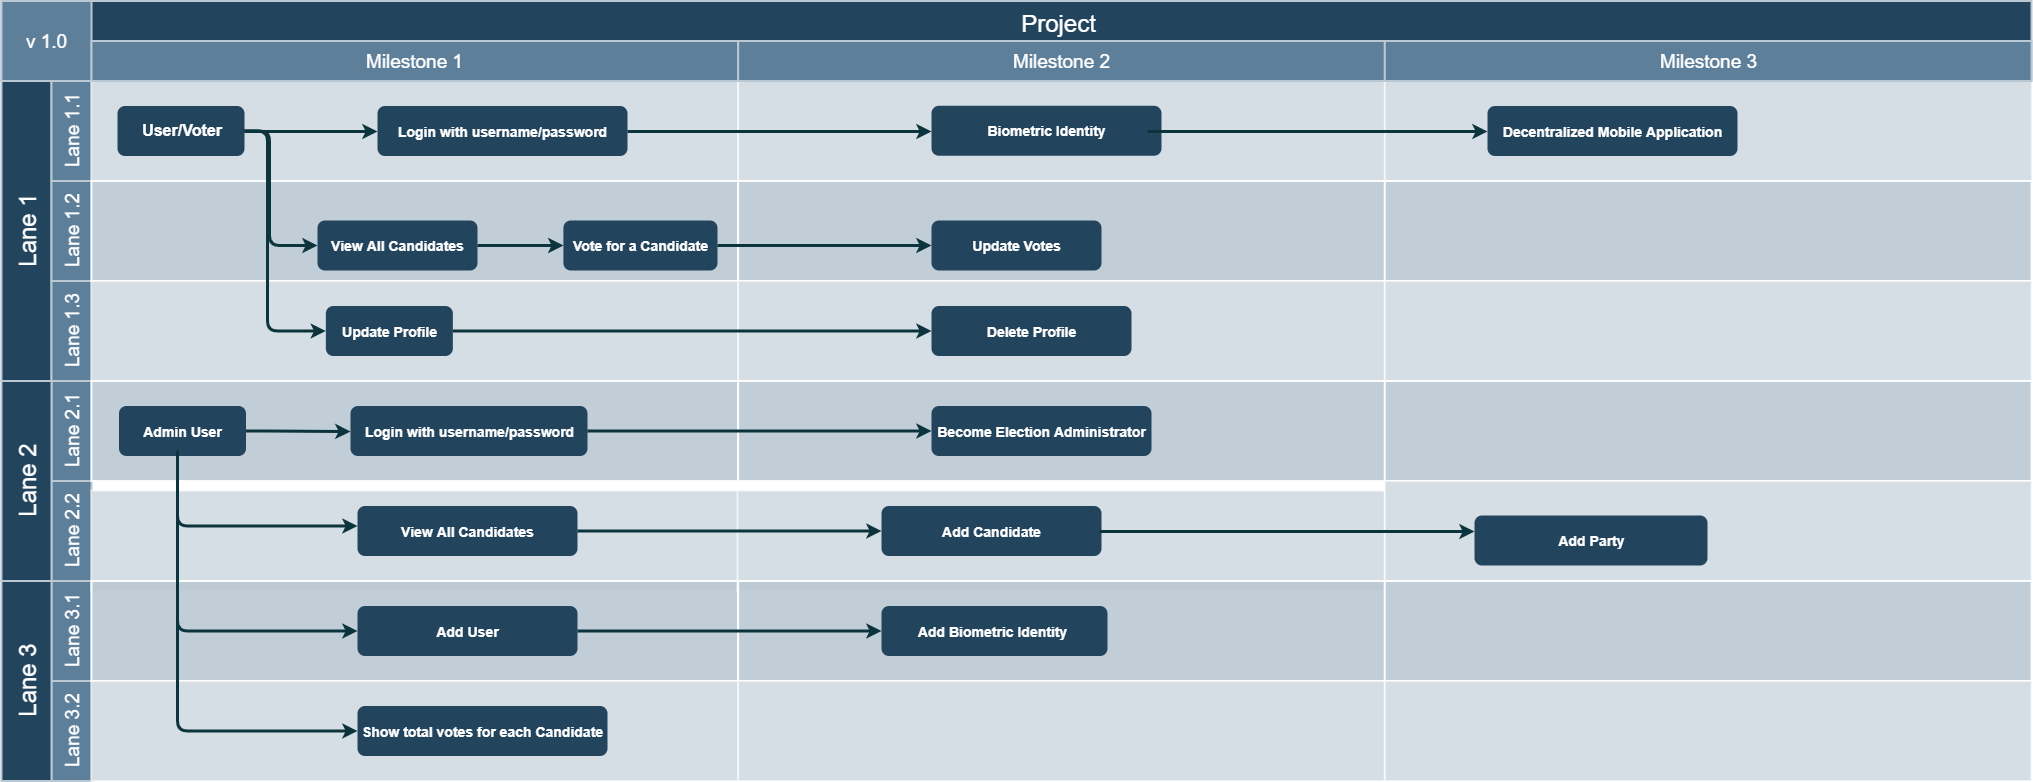 v 1.0
Project
Milestone 1
Milestone 2
Milestone 3
Lane 1
Lane 1.1
User/Voter
Login with username/password
Biometric Identity
Decentralized Mobile Application
Lane 1.2
View All Candidates
Vote for a Candidate
Update Votes
Lane 1.3
Update Profile
Delete Profile
Lane 2
Lane 2.1
Admin User
Login with username/password
Become Election Administrator
Lane 2.2
View All Candidates
Add Candidate
Add Party
Lane 3
Lane 3.1
Add User
Add Biometric Identity
Lane 3.2
Show total votes for each Candidate